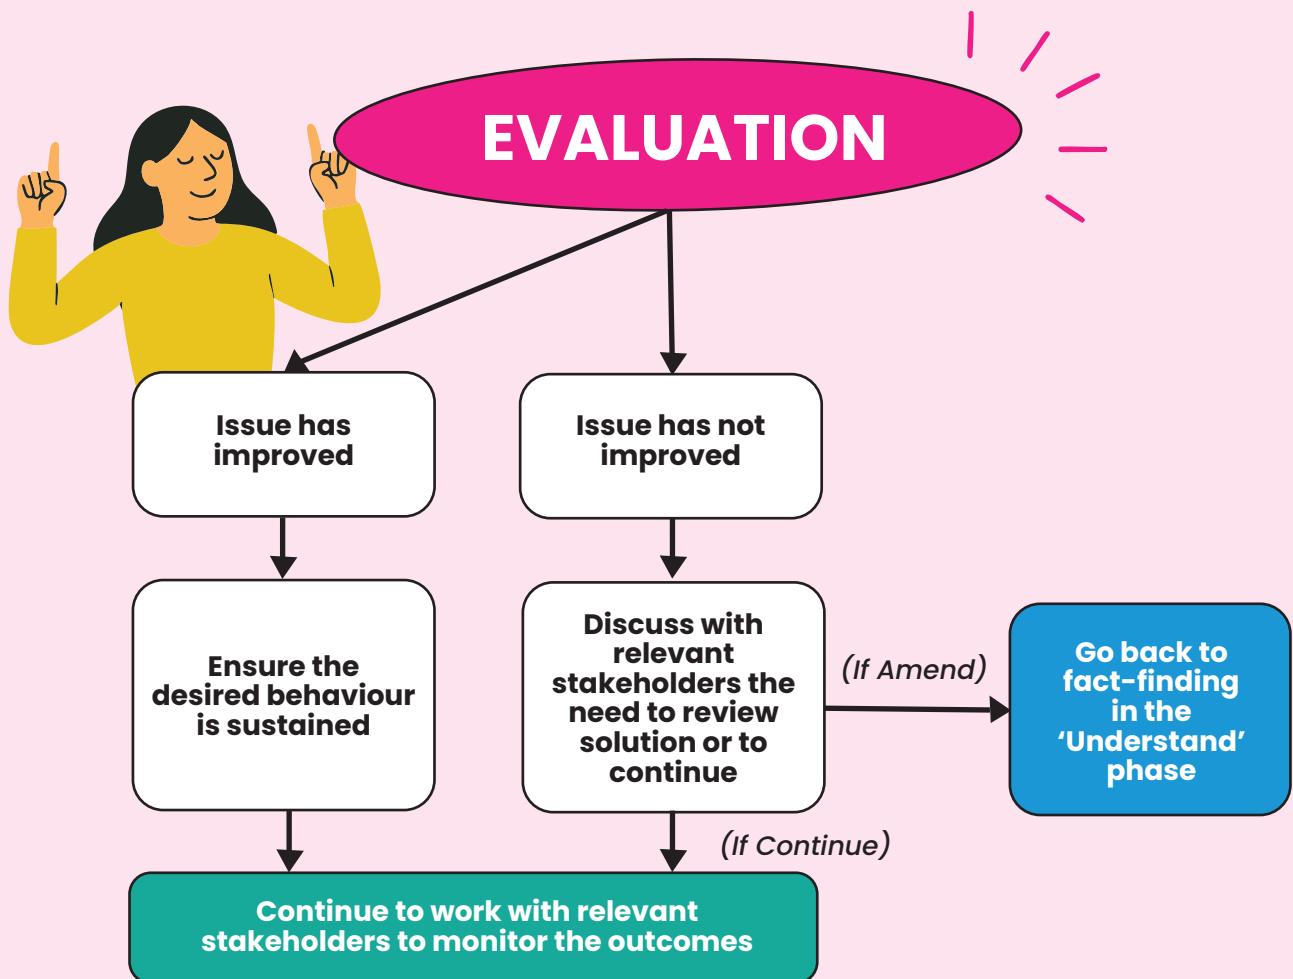 EVALUATION
Issue has
improved
Issue has not
improved
Ensure the
desired behaviour
is sustained
Discuss with
relevant
stakeholders the
need to review
solution or to
continue
(If Amend)
Go back to
fact-finding
in the
‘Understand’
phase
(If Continue)
Continue to work with relevant
stakeholders to monitor the outcomes